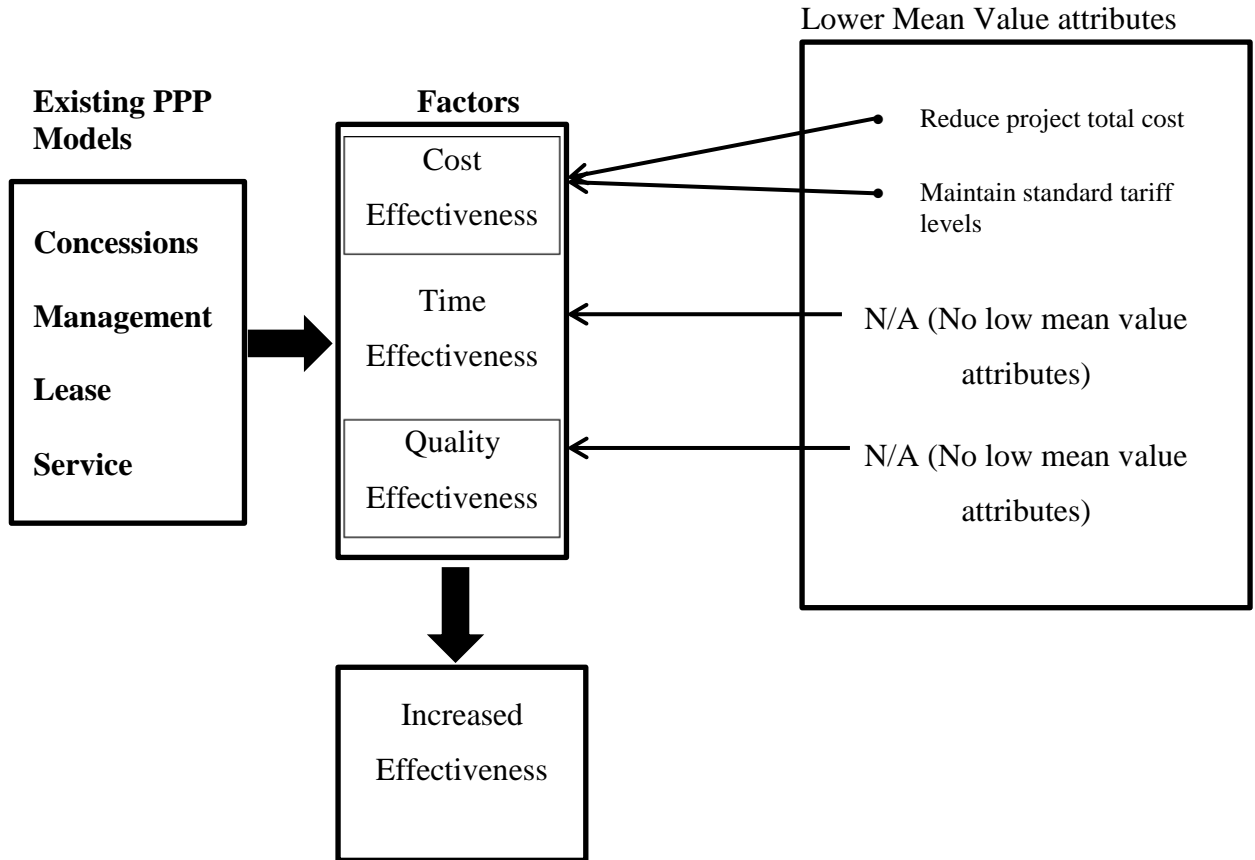 Lower Mean Value attributes
Existing PPP
Models
Concessions
Management
Lease
Service
Factors
Cost
Effectiveness
Time
Effectiveness
Quality
Effectiveness
Reduce project total cost
Maintain standard tariff
levels
N/A (No low mean value
attributes)
N/A (No low mean value
attributes)
Increased
Effectiveness